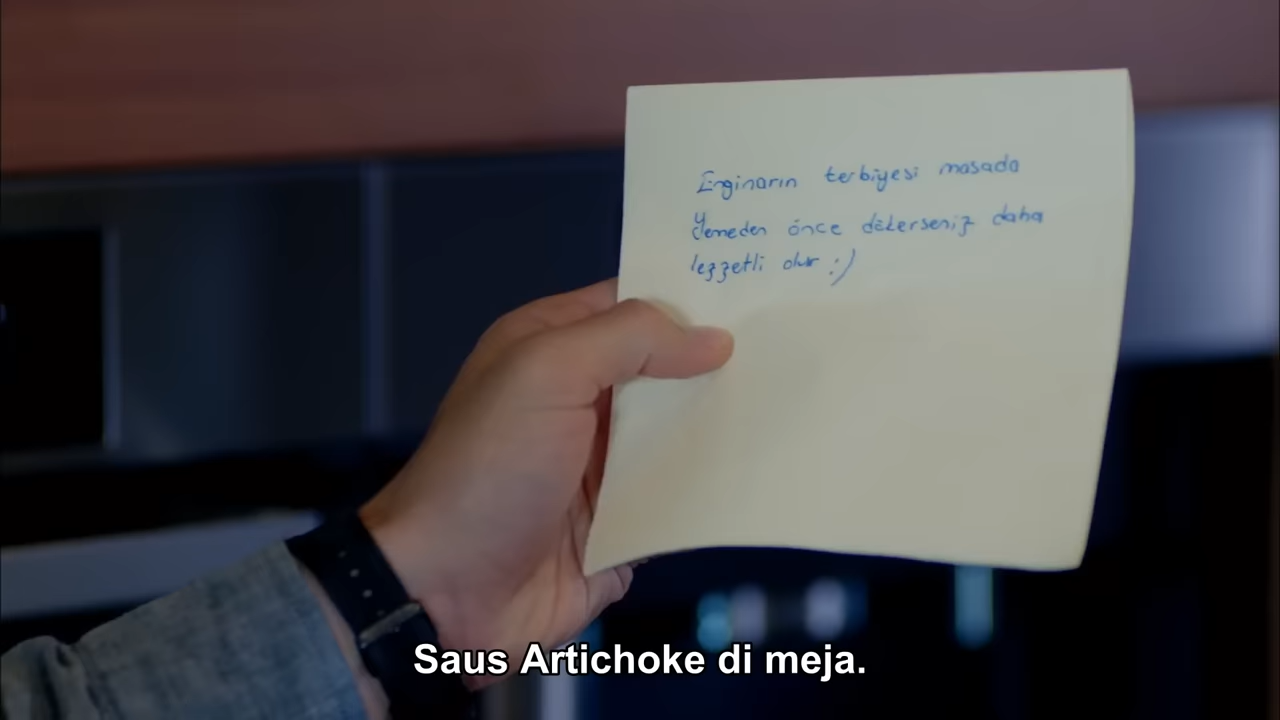 Enginarın terbiyesi masada
Yemeden önce dökerseniz daha
lezzetli olur :)
Saus Artichoke di meja.